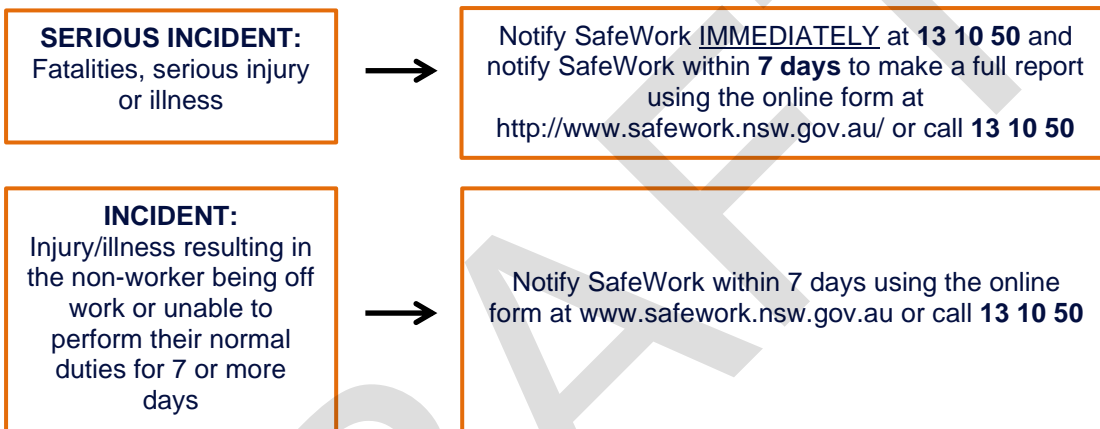 SERIOUS INCIDENT:
Fatalities, serious injury
or illness
Notify SafeWork IMMEDIATELY at 13 10 50 and
notify SafeWork within 7 days to make a full report
using the online form at
http://www.safework.nsw.gov.au/ or call 13 10 50
INCIDENT:
Injury/illness resulting in
the non-worker being off
work or unable to
perform their normal
duties for 7 or more
days
Notify SafeWork within 7 days using the online
form at www.safework.nsw.gov.au or call 13 10 50